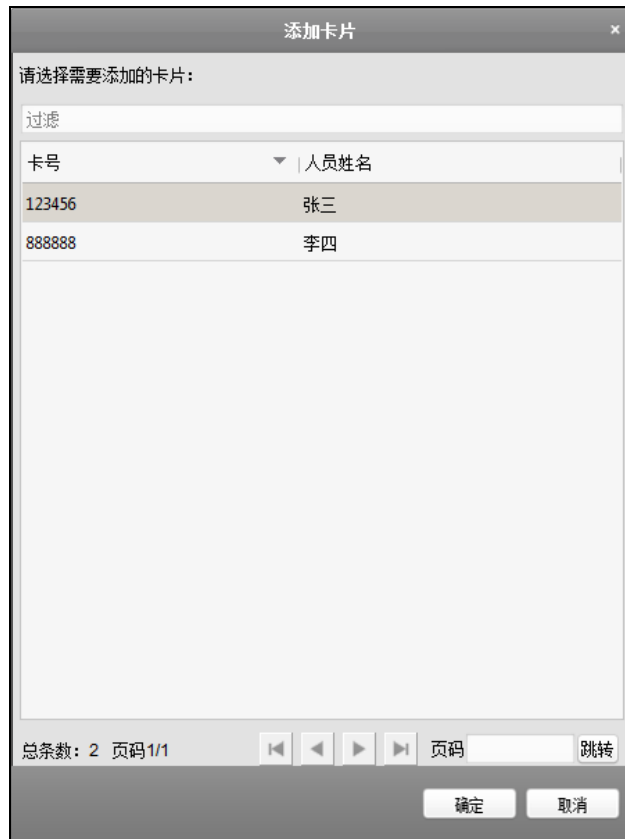 添加卡片 ×
请选择需要添加的卡片：
过滤
卡号 人员姓名
123456 张三
888888 李四
总条数：2 页码1/1 页码 跳转
确定 取消